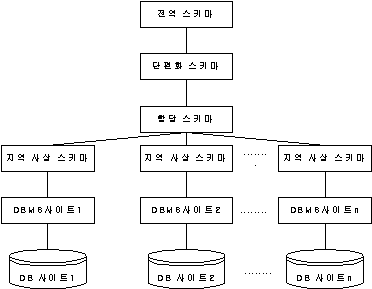 전역 스키마
단편화 스키마
할당 스키마
지역 사상 스키마 지역 사상 스키마 ........ 지역 사상 스키마
DBMS사이트1 DBMS사이트2 ......... DBMS사이트n
DB 사이트1 DB 사이트2 ......... DB 사이트n